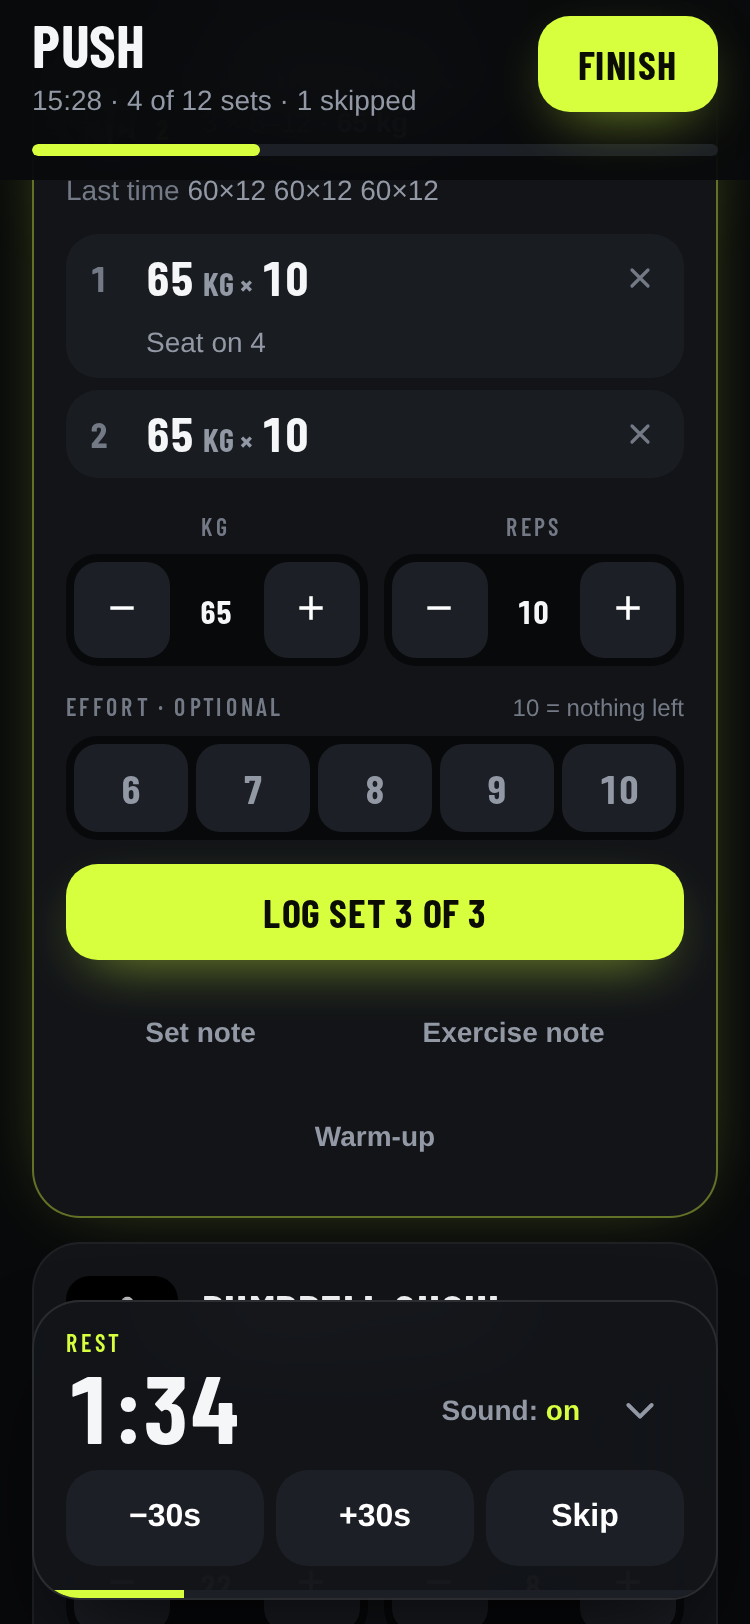 PUSH
FINISH
15:28 · 4 of 12 sets · 1 skipped
Last time 60×12 60×12 60×12
1 65 KG × 10 ×
Seat on 4
2 65 KG × 10 ×
KG REPS
− 65 + − 10 +
EFFORT · OPTIONAL 10 = nothing left
6 7 8 9 10
LOG SET 3 OF 3
Set note Exercise note
Warm-up
REST
1:34 Sound: on
−30s +30s Skip